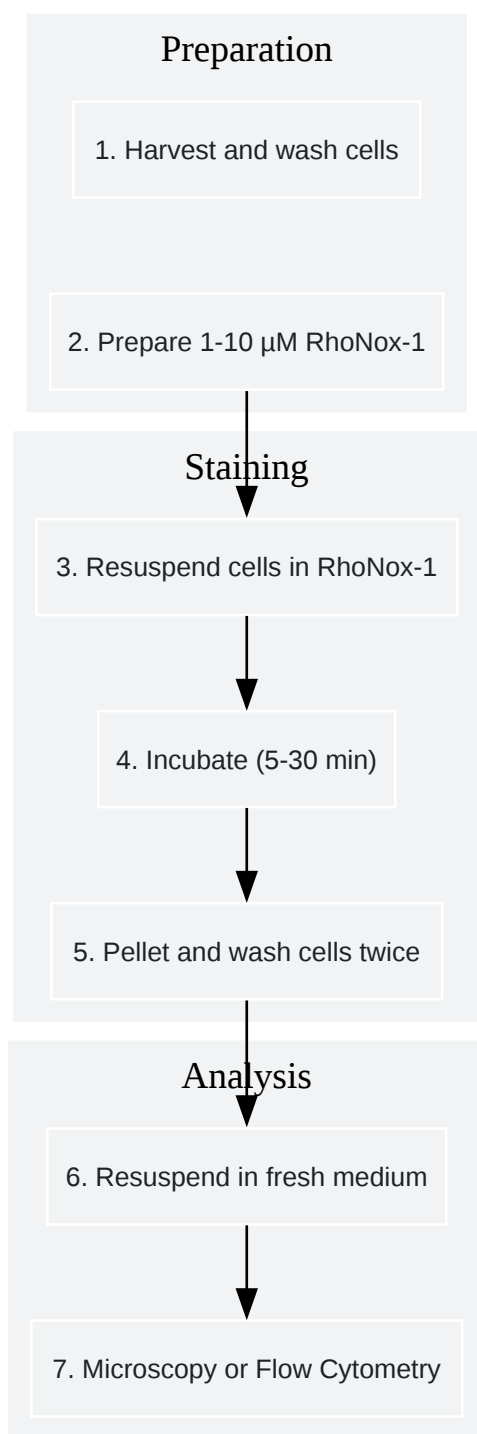 Preparation
1. Harvest and wash cells
2. Prepare 1-10 µM RhoNox-1
Staining
3. Resuspend cells in RhoNox-1
4. Incubate (5-30 min)
5. Pellet and wash cells twice
Analysis
6. Resuspend in fresh medium
7. Microscopy or Flow Cytometry